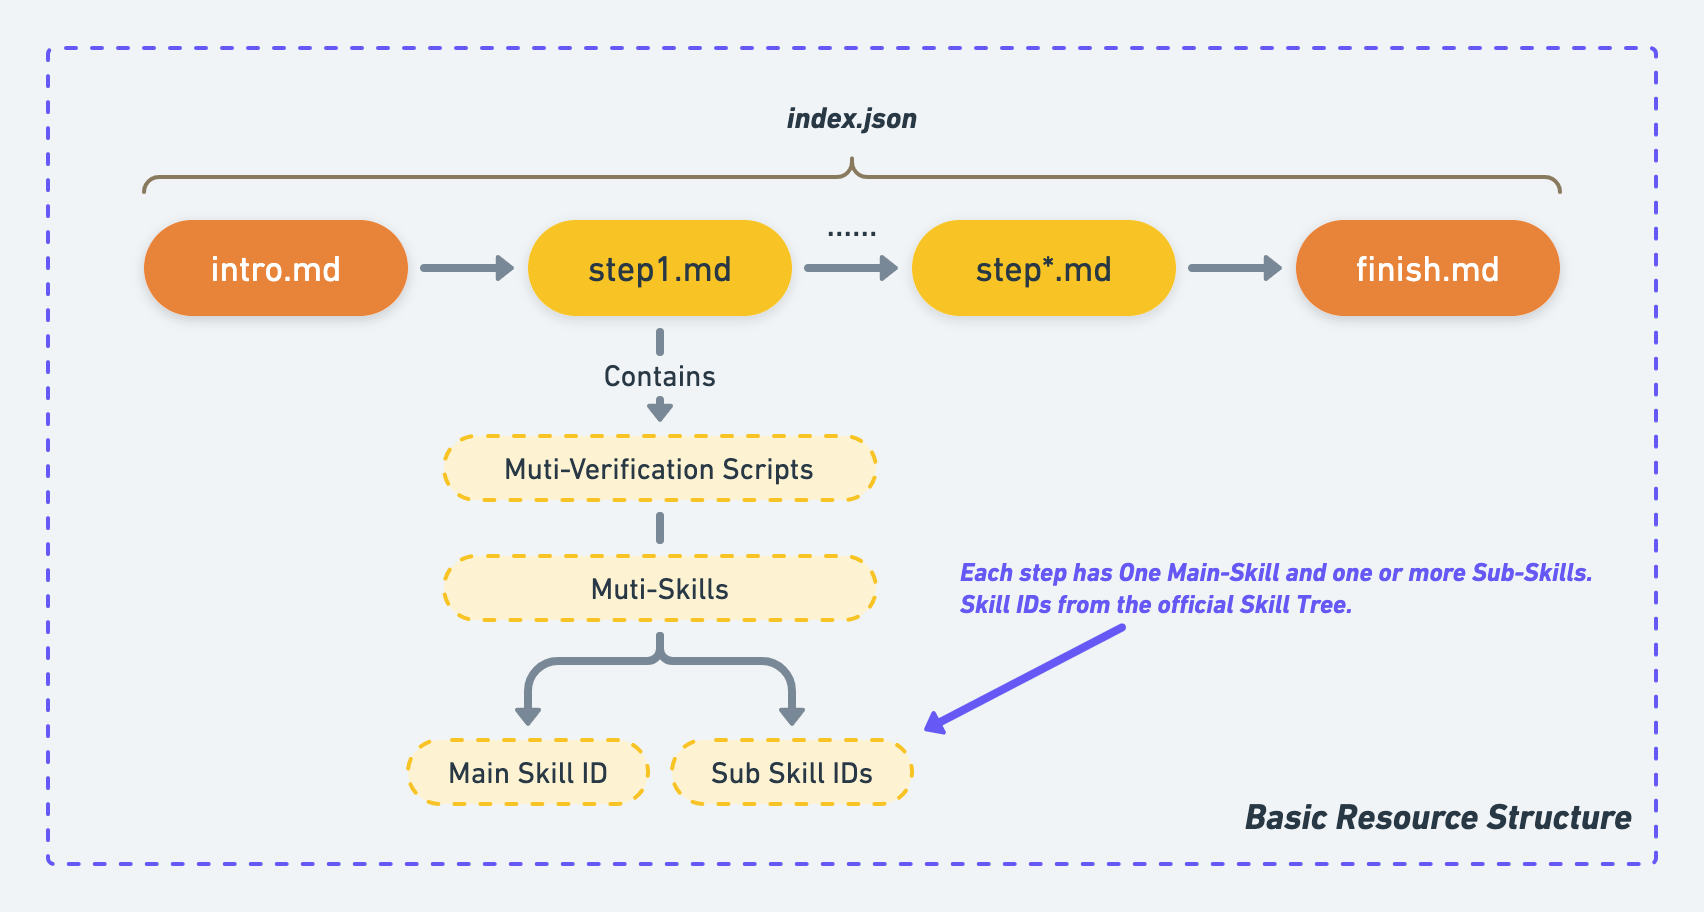 index.json
intro.md
step1.md
......
step*.md
finish.md
Contains
Muti-Verification Scripts
Muti-Skills
Each step has One Main-Skill and one or more Sub-Skills.
Skill IDs from the official Skill Tree.
Main Skill ID
Sub Skill IDs
Basic Resource Structure